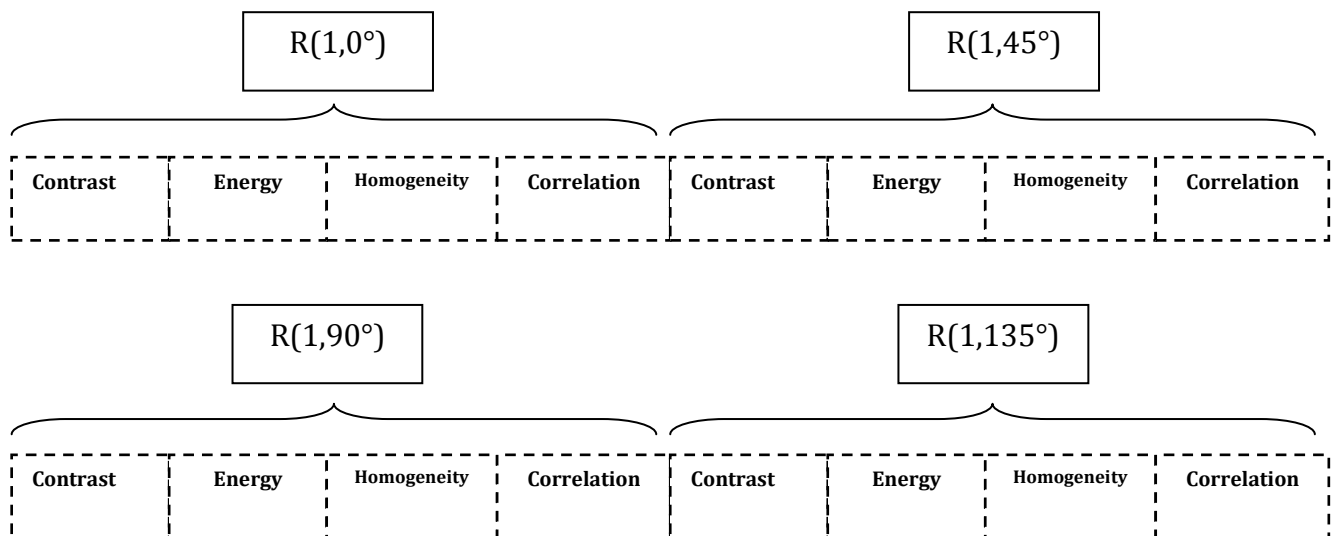 R(1,0°) R(1,45°)
Contrast Energy Homogeneity Correlation Contrast Energy Homogeneity Correlation
R(1,90°) R(1,135°)
Contrast Energy Homogeneity Correlation Contrast Energy Homogeneity Correlation